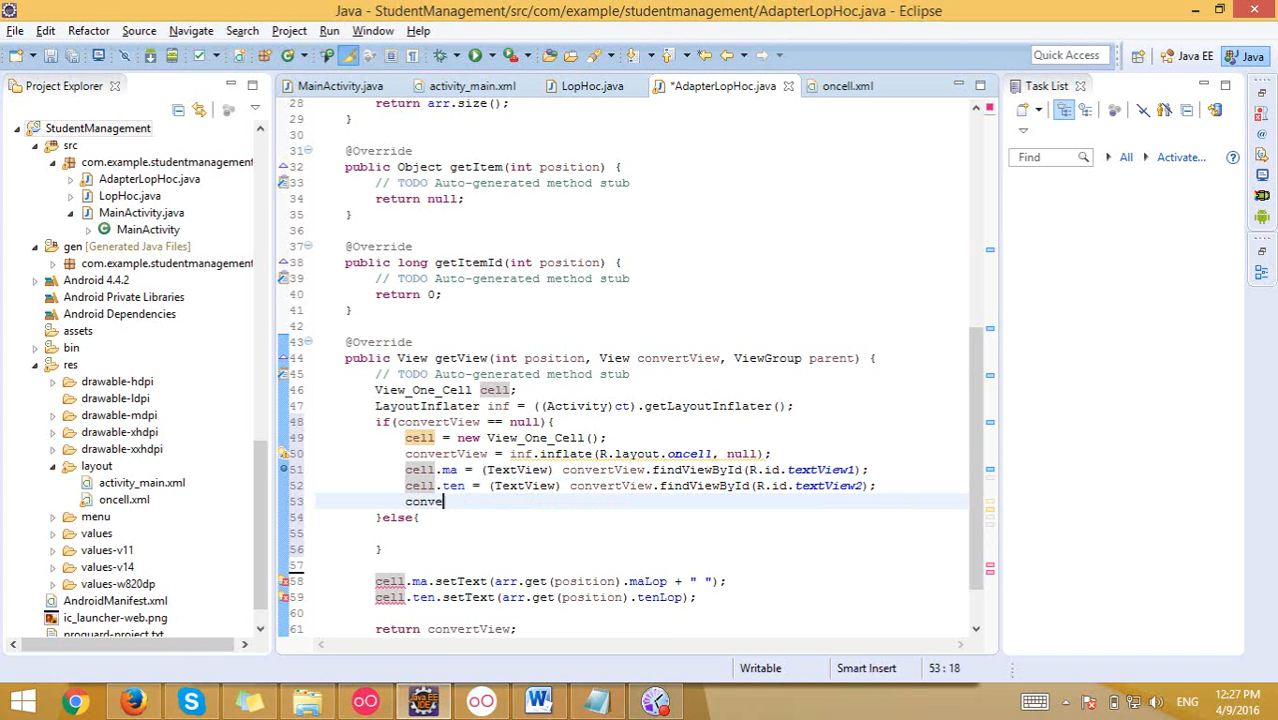 Java - StudentManagement/src/com/example/studentmanagement/AdapterLopHoc.java - Eclipse
File Edit Refactor Source Navigate Search Project Run Window Help
Quick Access Java EE Java
Project Explorer
MainActivity.java activity_main.xml LopHoc.java *AdapterLopHoc.java oncell.xml
Task List
Find All Activate...
StudentManagement
src
com.example.studentmanagement
AdapterLopHoc.java
LopHoc.java
MainActivity.java
MainActivity
gen [Generated Java Files]
com.example.studentmanagement
Android 4.4.2
Android Private Libraries
Android Dependencies
assets
bin
res
drawable-hdpi
drawable-ldpi
drawable-mdpi
drawable-xhdpi
drawable-xxhdpi
layout
activity_main.xml
oncell.xml
menu
values
values-v11
values-v14
values-w820dp
AndroidManifest.xml
ic_launcher-web.png
proguard-project.txt
28 return arr.size();
29 }
30
31 @Override
32 public Object getItem(int position) {
33 // TODO Auto-generated method stub
34 return null;
35 }
36
37 @Override
38 public long getItemId(int position) {
39 // TODO Auto-generated method stub
40 return 0;
41 }
42
43 @Override
44 public View getView(int position, View convertView, ViewGroup parent) {
45 // TODO Auto-generated method stub
46 View_One_Cell cell;
47 LayoutInflater inf = ((Activity)ct).getLayoutInflater();
48 if(convertView == null){
49 cell = new View_One_Cell();
50 convertView = inf.inflate(R.layout.oncell, null);
51 cell.ma = (TextView) convertView.findViewById(R.id.textView1);
52 cell.ten = (TextView) convertView.findViewById(R.id.textView2);
53 conve
54 }else{
55
56 }
57
58 cell.ma.setText(arr.get(position).maLop + " ");
59 cell.ten.setText(arr.get(position).tenLop);
60
61 return convertView;
Writable Smart Insert 53 : 18
ENG
12:27 PM
4/9/2016